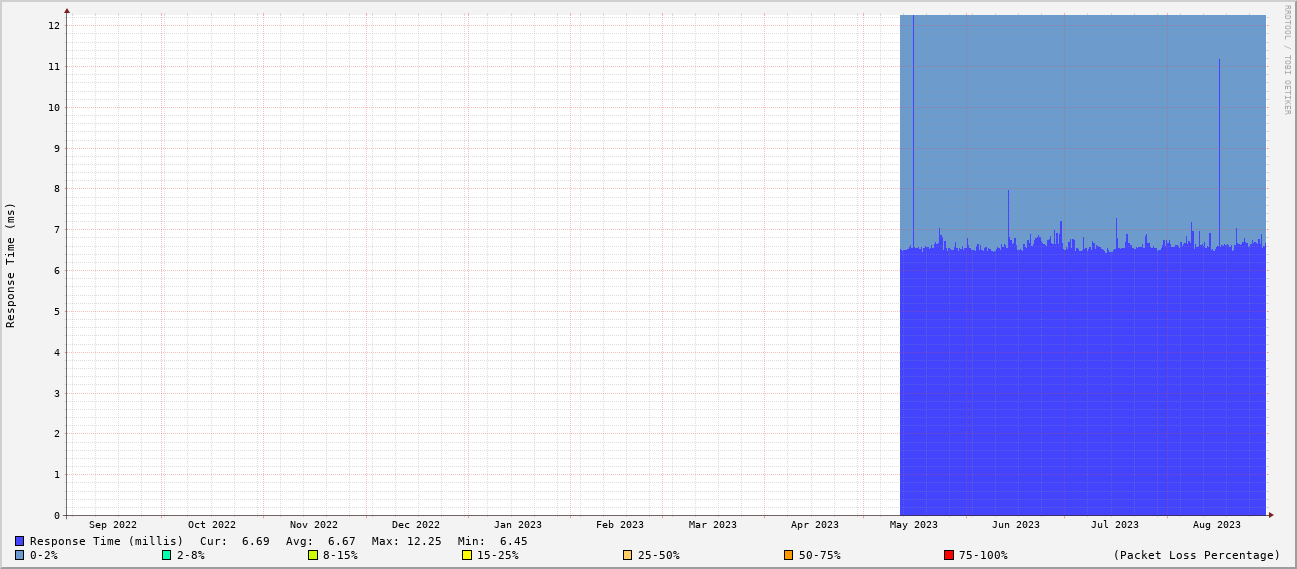 RRDTOOL / TOBI OETIKER
Response Time (ms)
12
11
10
9
8
7
6
5
4
3
2
1
0
Sep 2022 Oct 2022 Nov 2022 Dec 2022 Jan 2023 Feb 2023 Mar 2023 Apr 2023 May 2023 Jun 2023 Jul 2023 Aug 2023
Response Time (millis) Cur: 6.69 Avg: 6.67 Max: 12.25 Min: 6.45
0-2% 2-8% 8-15% 15-25% 25-50% 50-75% 75-100% (Packet Loss Percentage)